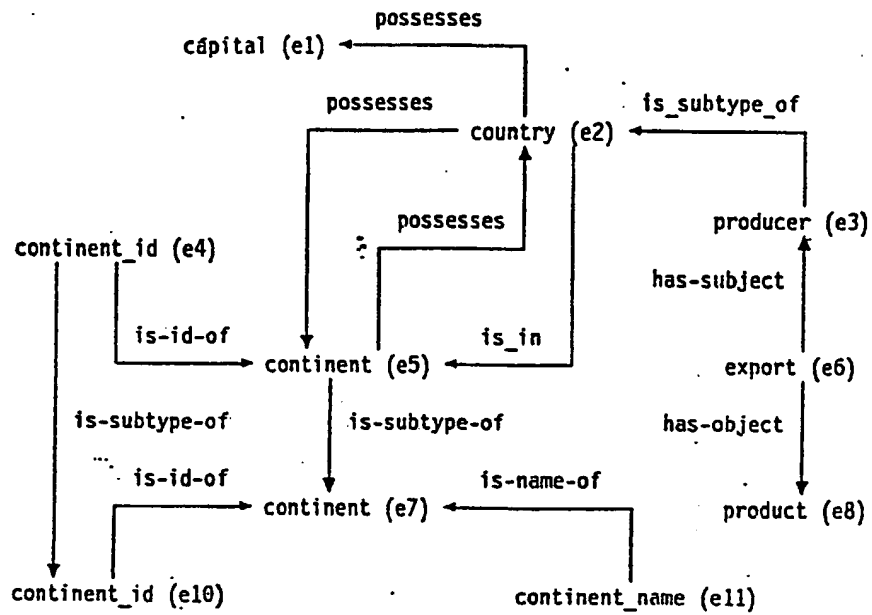 possesses
capital (e1)
possesses
is_subtype_of
country (e2)
possesses
producer (e3)
continent_id (e4)
has-subject
is-id-of
is_in
continent (e5)
export (e6)
is-subtype-of
is-subtype-of
has-object
is-id-of
is-name-of
continent (e7)
product (e8)
continent_id (e10)
continent_name (e11)